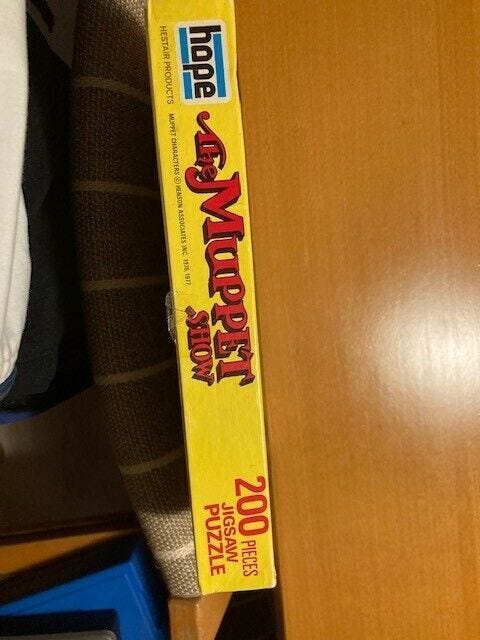 hope
HESTAIR PRODUCTS
The MUPPET
SHOW
MUPPET CHARACTERS © HENSON ASSOCIATES INC. 1976, 1977
200 PIECES
JIGSAW
PUZZLE